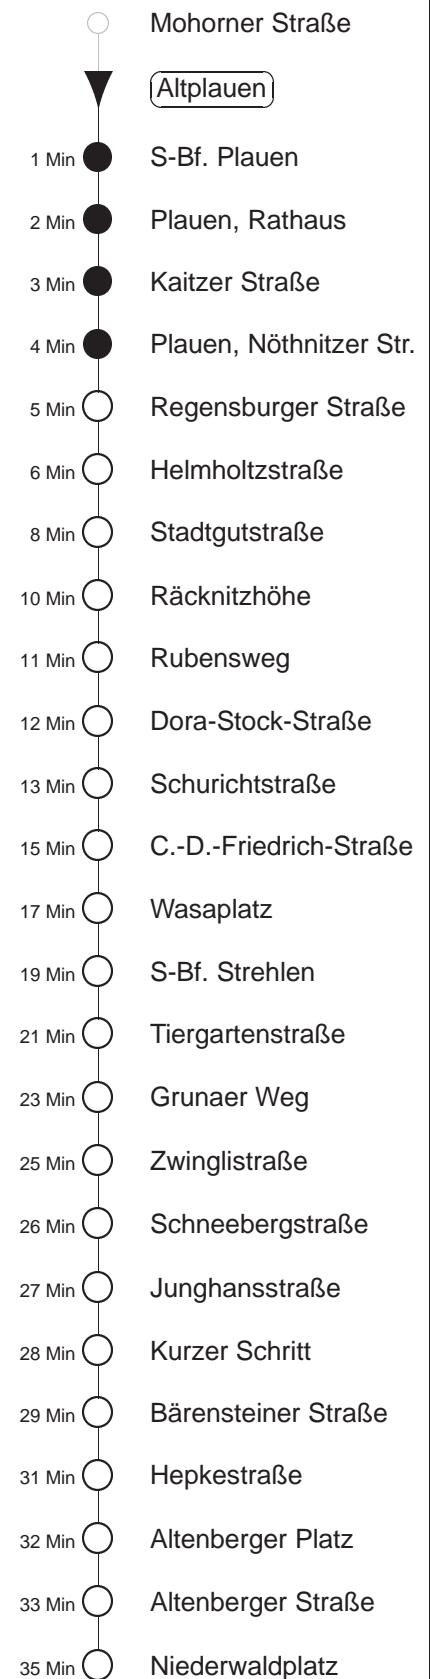 Mohorner Straße
Altplauen
1 Min S-Bf. Plauen
2 Min Plauen, Rathaus
3 Min Kaitzer Straße
4 Min Plauen, Nöthnitzer Str.
5 Min Regensburger Straße
6 Min Helmholtzstraße
8 Min Stadtgutstraße
10 Min Räcknitzhöhe
11 Min Rubensweg
12 Min Dora-Stock-Straße
13 Min Schurichtstraße
15 Min C.-D.-Friedrich-Straße
17 Min Wasaplatz
19 Min S-Bf. Strehlen
21 Min Tiergartenstraße
23 Min Grunaer Weg
25 Min Zwinglistraße
26 Min Schneebergstraße
27 Min Junghansstraße
28 Min Kurzer Schritt
29 Min Bärensteiner Straße
31 Min Hepkestraße
32 Min Altenberger Platz
33 Min Altenberger Straße
35 Min Niederwaldplatz